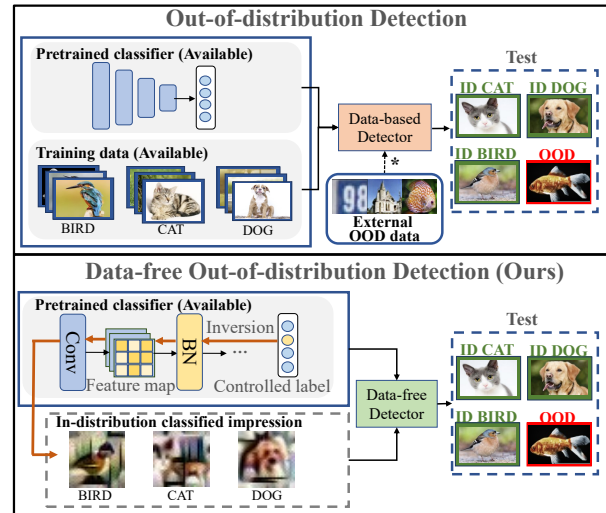 Out-of-distribution Detection
Pretrained classifier (Available)
Training data (Available)
BIRD
CAT
DOG
Data-based
Detector
*
98
External
OOD data
Test
ID CAT
ID DOG
ID BIRD
OOD
Data-free Out-of-distribution Detection (Ours)
Pretrained classifier (Available)
Conv
Feature map
BN
Inversion
...
Controlled label
In-distribution classified impression
BIRD
CAT
DOG
Data-free
Detector
Test
ID CAT
ID DOG
ID BIRD
OOD